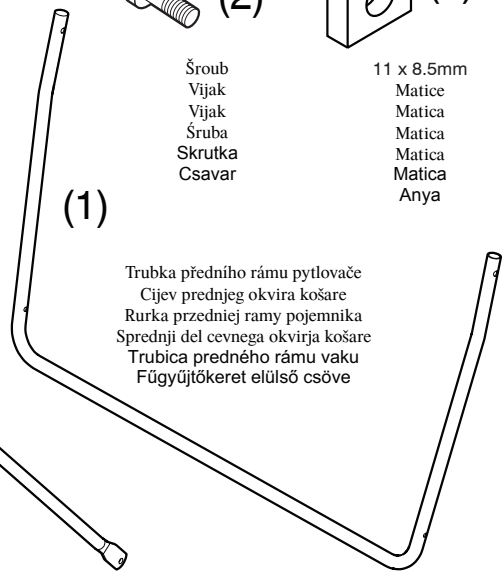 (2)
Šroub
Vijak
Vijak
Śruba
Skrutka
Csavar
11 x 8.5mm
Matice
Matica
Matica
Matica
Matica
Anya
(1)
Trubka předního rámu pytlovače
Cijev prednjeg okvira košare
Rurka przedniej ramy pojemnika
Sprednji del cevnega okvirja košare
Trubica predného rámu vaku
Fűgyűjtőkeret elülső csöve